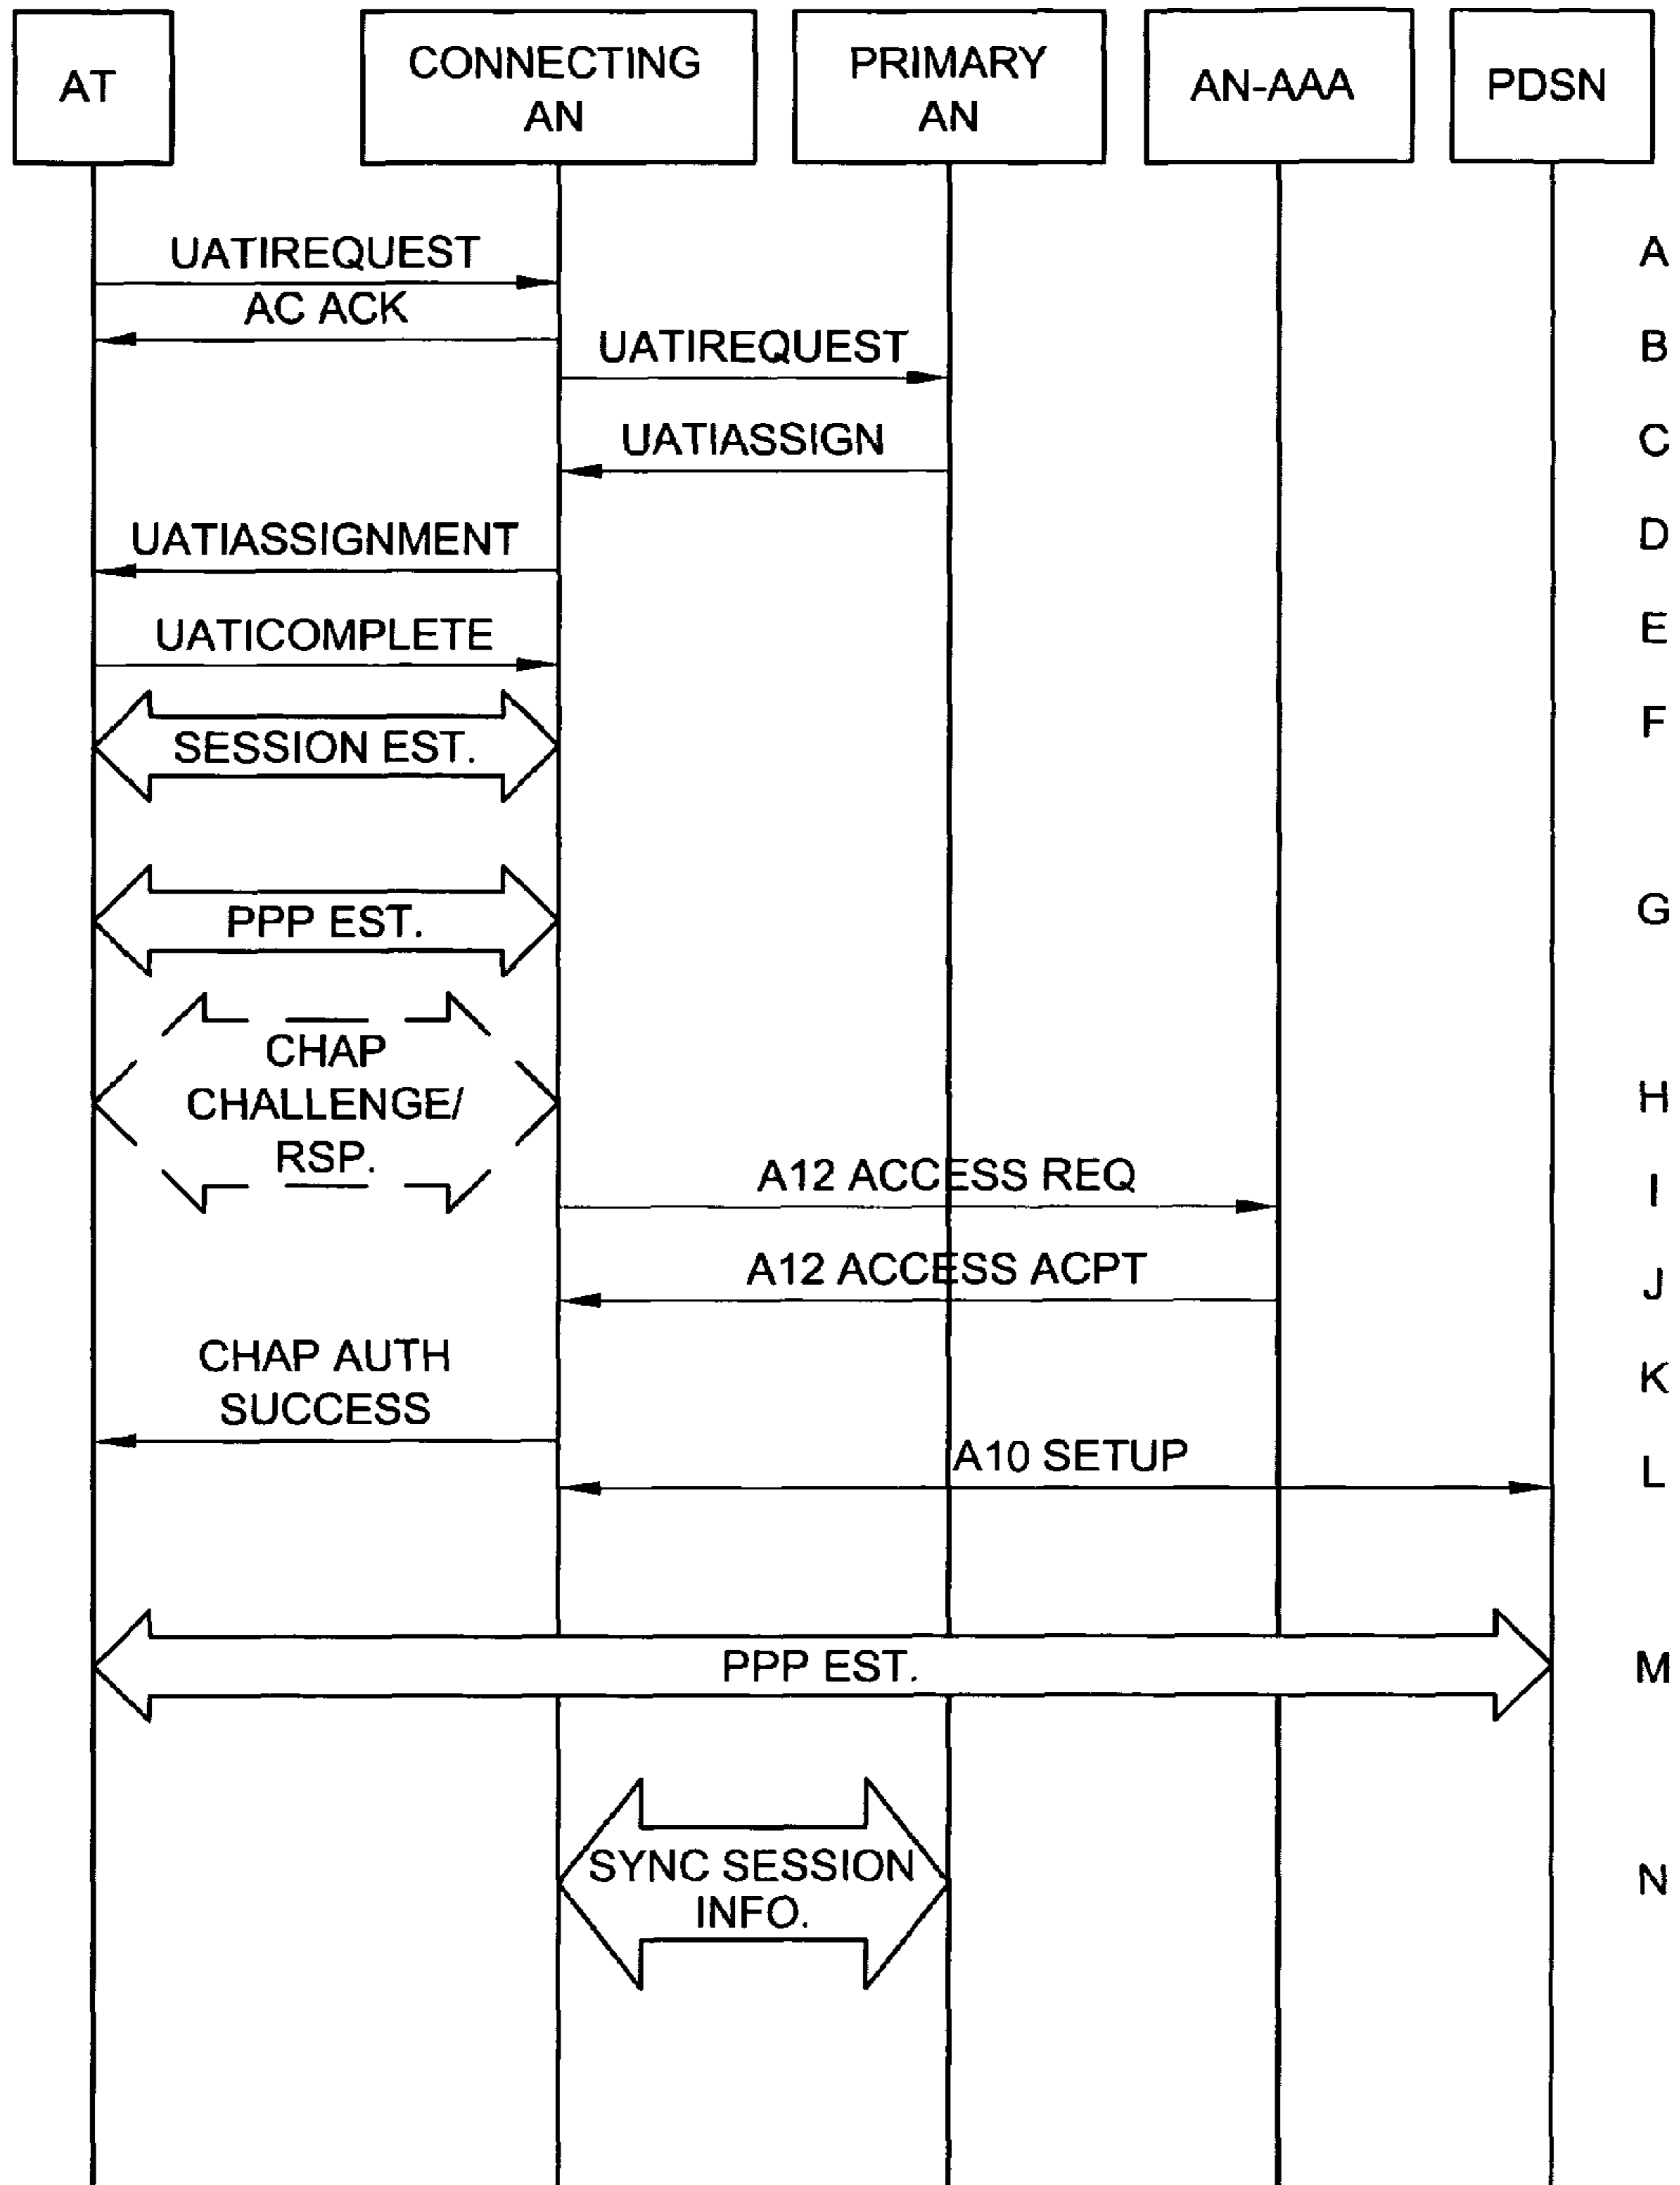 AT
CONNECTING
AN
PRIMARY
AN
AN-AAA
PDSN
UATIREQUEST
A
AC ACK
UATIREQUEST
B
UATIASSIGN
C
UATIASSIGNMENT
D
UATICOMPLETE
E
SESSION EST.
F
PPP EST.
G
CHAP
CHALLENGE/
RSP.
H
A12 ACCESS REQ
I
A12 ACCESS ACPT
J
CHAP AUTH
SUCCESS
K
A10 SETUP
L
PPP EST.
M
SYNC SESSION
INFO.
N